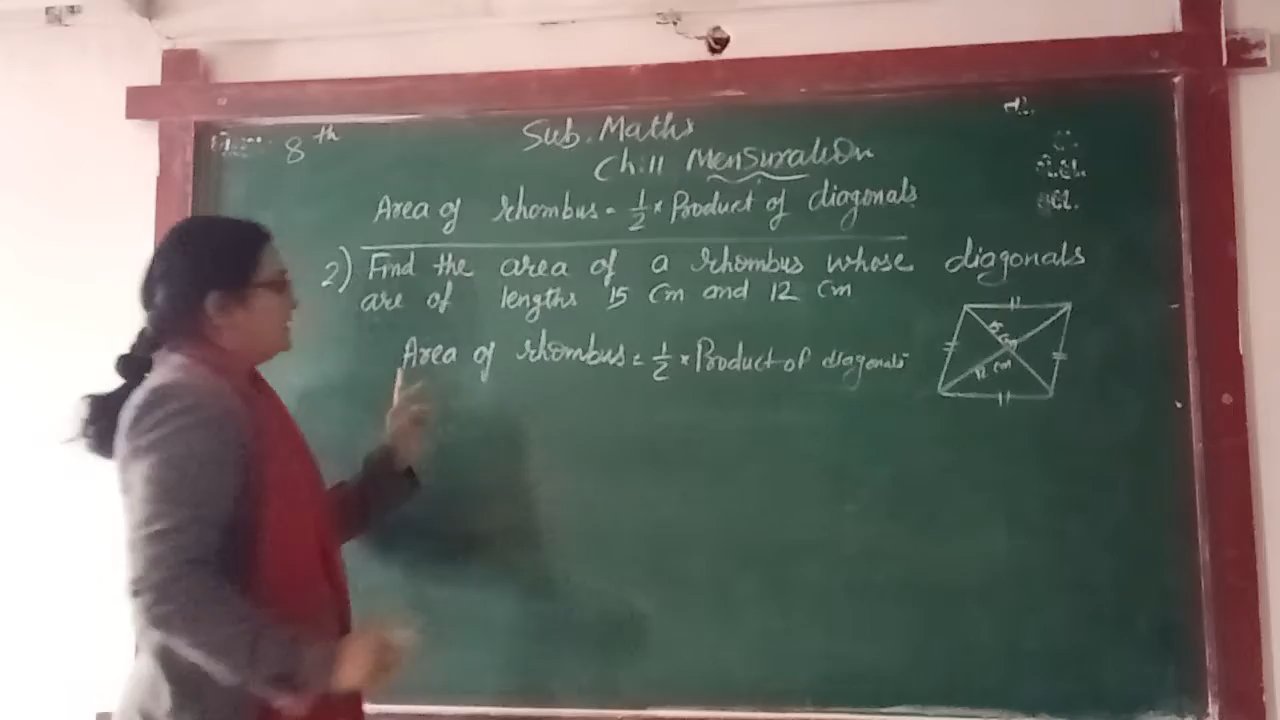 8th
Sub. Maths
Ch:11 Mensuration
Area of rhombus = 1/2 × Product of diagonals
2) Find the area of a rhombus whose diagonals
are of lengths 15 cm and 12 cm
Area of rhombus = 1/2 × Product of diagonals
15 cm
12 cm